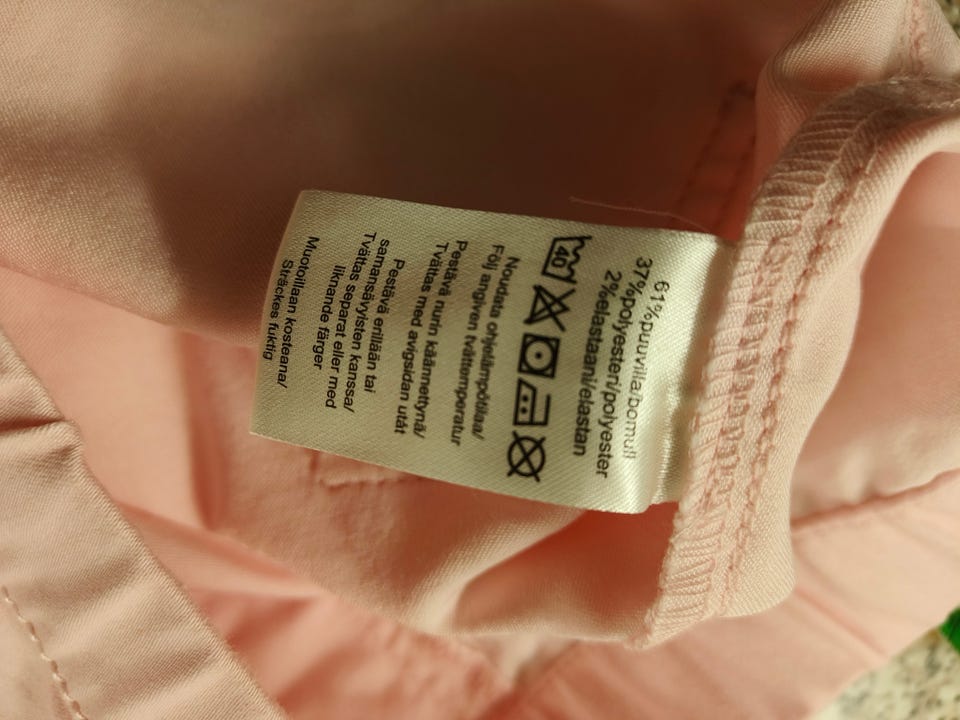 61%puuvilla/bomull
37%polyesteri/polyester
2%elastaani/elastan
40
Noudata ohjelämpötilaa/
Följ angiven tvättemperatur
Pestävä nurin käännettynä/
Tvättas med avigsidan utåt
Pestävä erillään tai
samansävyisten kanssa/
Tvättas separat eller med
liknande färger
Muotoillaan kosteana/
Sträckes fuktig